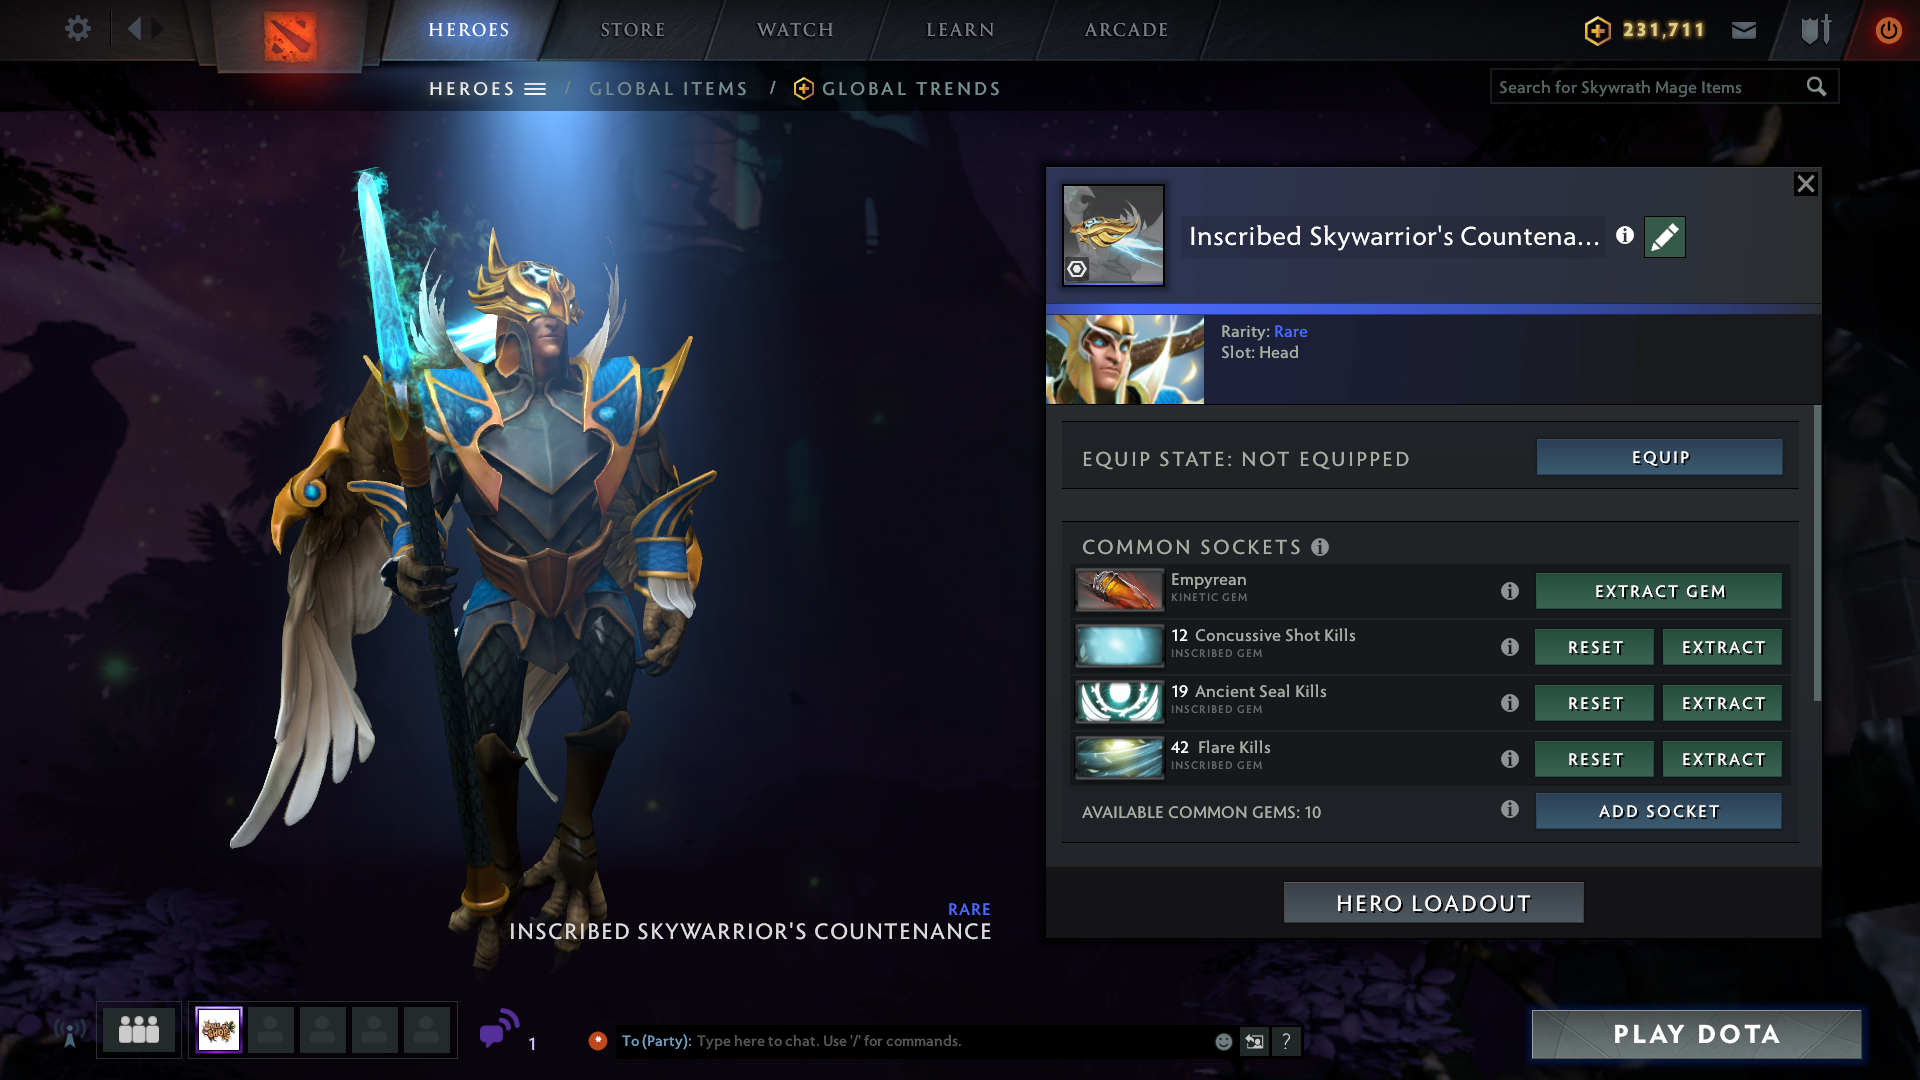 HEROES
STORE
WATCH
LEARN
ARCADE
231,711
HEROES / GLOBAL ITEMS / GLOBAL TRENDS
Search for Skywrath Mage Items
Inscribed Skywarrior's Countena...
Rarity: Rare
Slot: Head
EQUIP STATE: NOT EQUIPPED
EQUIP
COMMON SOCKETS
Empyrean
KINETIC GEM
EXTRACT GEM
12 Concussive Shot Kills
INSCRIBED GEM
RESET
EXTRACT
19 Ancient Seal Kills
INSCRIBED GEM
RESET
EXTRACT
42 Flare Kills
INSCRIBED GEM
RESET
EXTRACT
AVAILABLE COMMON GEMS: 10
ADD SOCKET
HERO LOADOUT
RARE
INSCRIBED SKYWARRIOR'S COUNTENANCE
1
To (Party): Type here to chat. Use '/' for commands.
?
PLAY DOTA